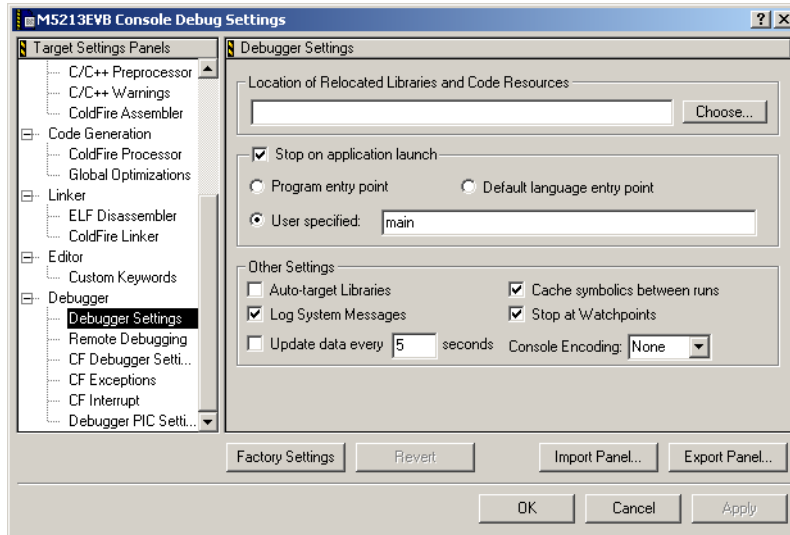 M5213EVB Console Debug Settings
Target Settings Panels
C/C++ Preprocessor
C/C++ Warnings
ColdFire Assembler
Code Generation
ColdFire Processor
Global Optimizations
Linker
ELF Disassembler
ColdFire Linker
Editor
Custom Keywords
Debugger
Debugger Settings
Remote Debugging
CF Debugger Setti...
CF Exceptions
CF Interrupt
Debugger PIC Setti...
Debugger Settings
Location of Relocated Libraries and Code Resources
Choose...
Stop on application launch
Program entry point Default language entry point
User specified: main
Other Settings
Auto-target Libraries Cache symbolics between runs
Log System Messages Stop at Watchpoints
Update data every 5 seconds Console Encoding: None
Factory Settings Revert Import Panel... Export Panel...
OK Cancel Apply